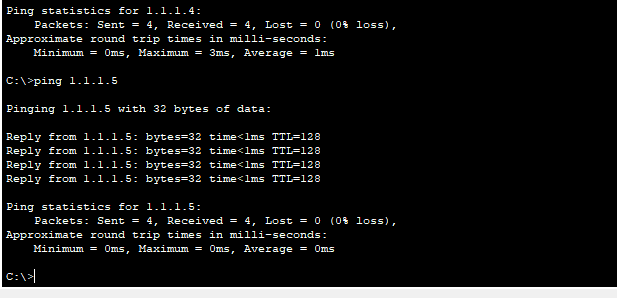 Ping statistics for 1.1.1.4:
Packets: Sent = 4, Received = 4, Lost = 0 (0% loss),
Approximate round trip times in milli-seconds:
Minimum = 0ms, Maximum = 3ms, Average = 1ms
C:\>ping 1.1.1.5
Pinging 1.1.1.5 with 32 bytes of data:
Reply from 1.1.1.5: bytes=32 time<1ms TTL=128
Reply from 1.1.1.5: bytes=32 time<1ms TTL=128
Reply from 1.1.1.5: bytes=32 time<1ms TTL=128
Reply from 1.1.1.5: bytes=32 time<1ms TTL=128
Ping statistics for 1.1.1.5:
Packets: Sent = 4, Received = 4, Lost = 0 (0% loss),
Approximate round trip times in milli-seconds:
Minimum = 0ms, Maximum = 0ms, Average = 0ms
C:\>